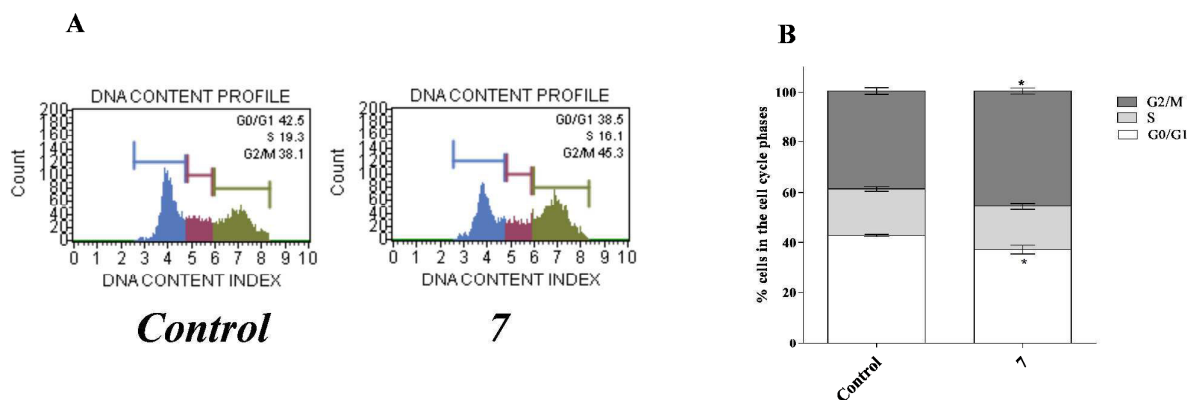 A
DNA CONTENT PROFILE
G0/G1 42.5
S 19.3
G2/M 38.1
Count
200
180
160
140
120
100
80
60
40
20
0
0 1 2 3 4 5 6 7 8 9 10
DNA CONTENT INDEX
Control
DNA CONTENT PROFILE
G0/G1 38.5
S 16.1
G2/M 45.3
Count
200
180
160
140
120
100
80
60
40
20
0
0 1 2 3 4 5 6 7 8 9 10
DNA CONTENT INDEX
7
B
% cells in the cell cycle phases
100
80
60
40
20
0
*
*
Control
7
G2/M
S
G0/G1